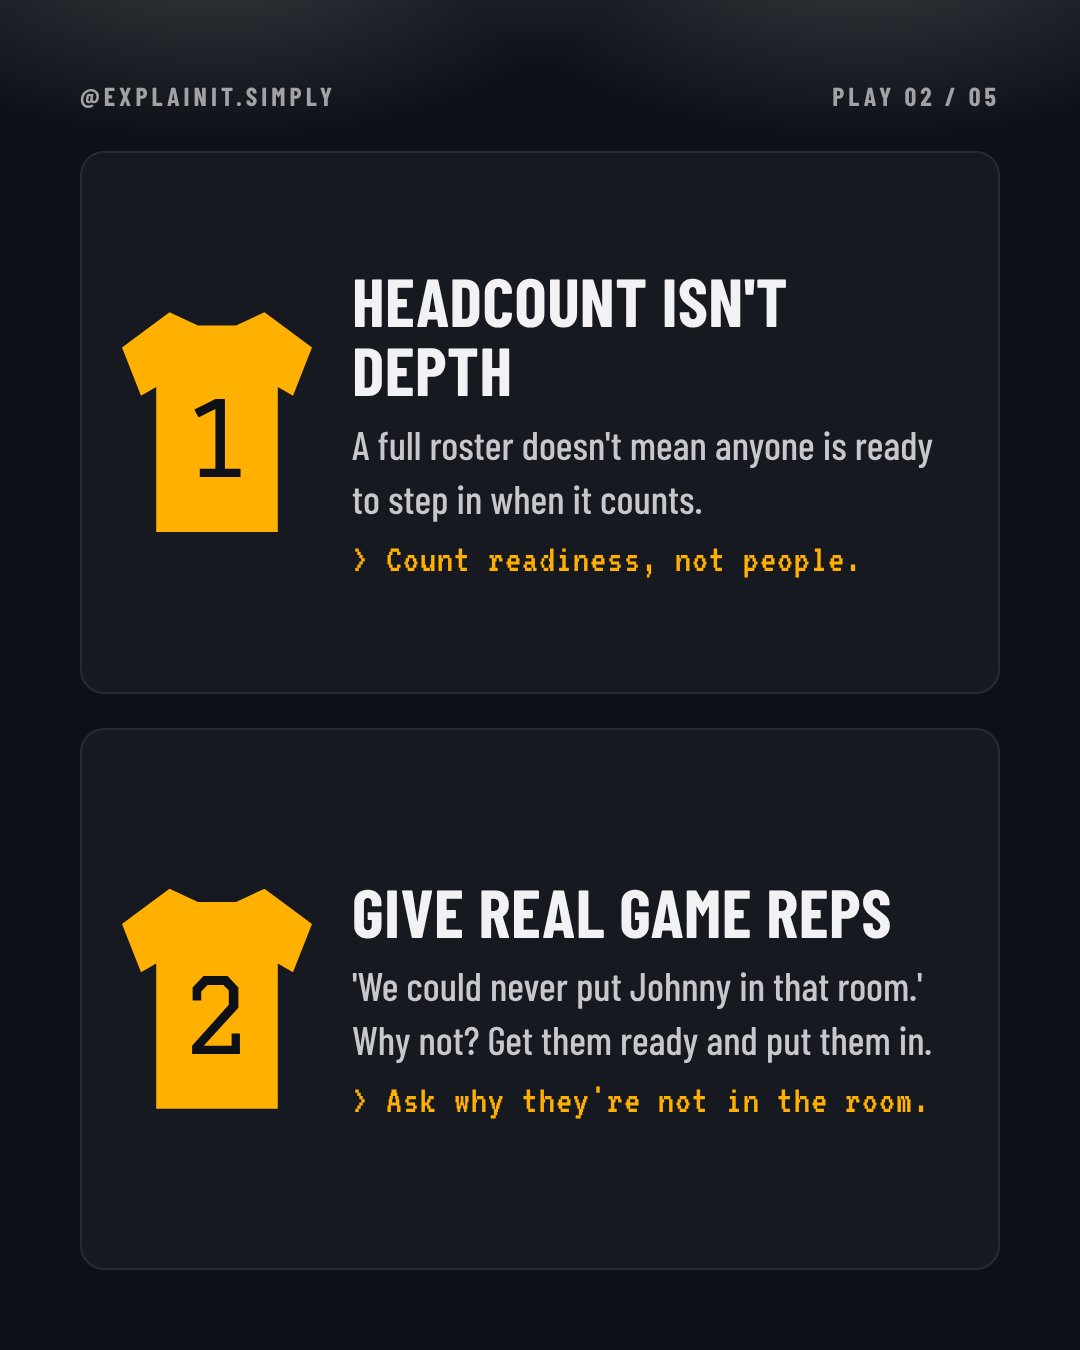 @EXPLAINIT.SIMPLY
PLAY 02 / 05
HEADCOUNT ISN'T
DEPTH
1
A full roster doesn't mean anyone is ready
to step in when it counts.
> Count readiness, not people.
GIVE REAL GAME REPS
2
'We could never put Johnny in that room.'
Why not? Get them ready and put them in.
> Ask why they're not in the room.